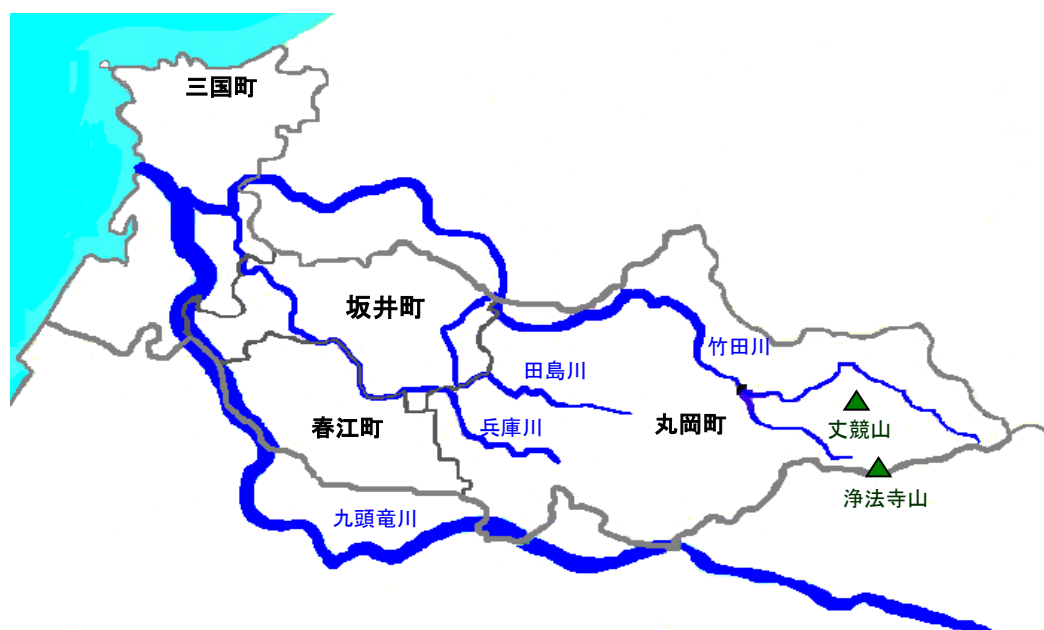 三国町
坂井町
竹田川
田島川
丈競山
春江町
兵庫川
丸岡町
浄法寺山
九頭竜川